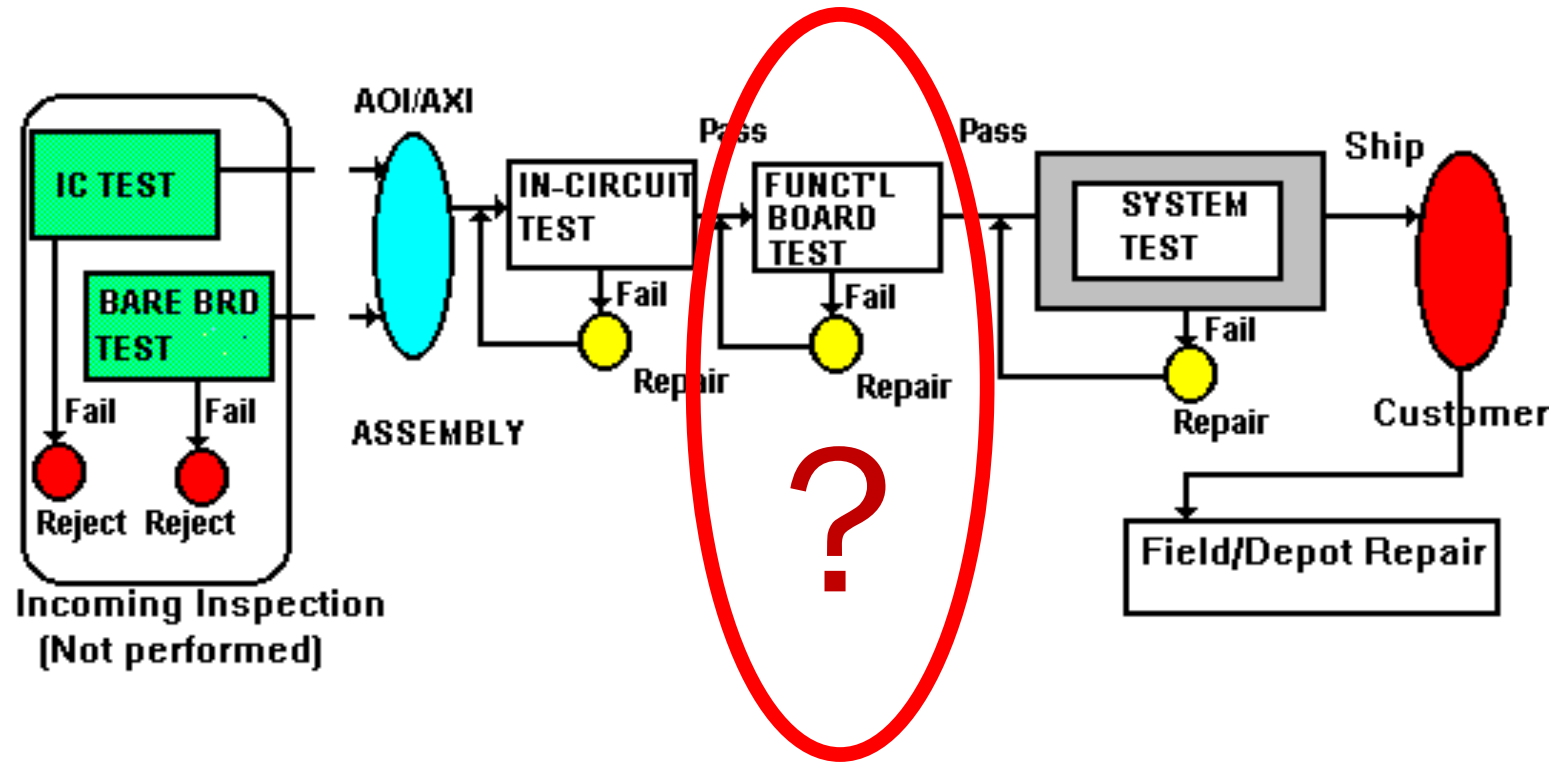 IC TEST
BARE BRD
TEST
Fail
Fail
Reject
Reject
Incoming Inspection
(Not performed)
AOI/AXI
ASSEMBLY
IN-CIRCUIT
TEST
Fail
Repair
Pass
FUNCT'L
BOARD
TEST
Fail
Repair
?
Pass
SYSTEM
TEST
Fail
Repair
Ship
Customer
Field/Depot Repair